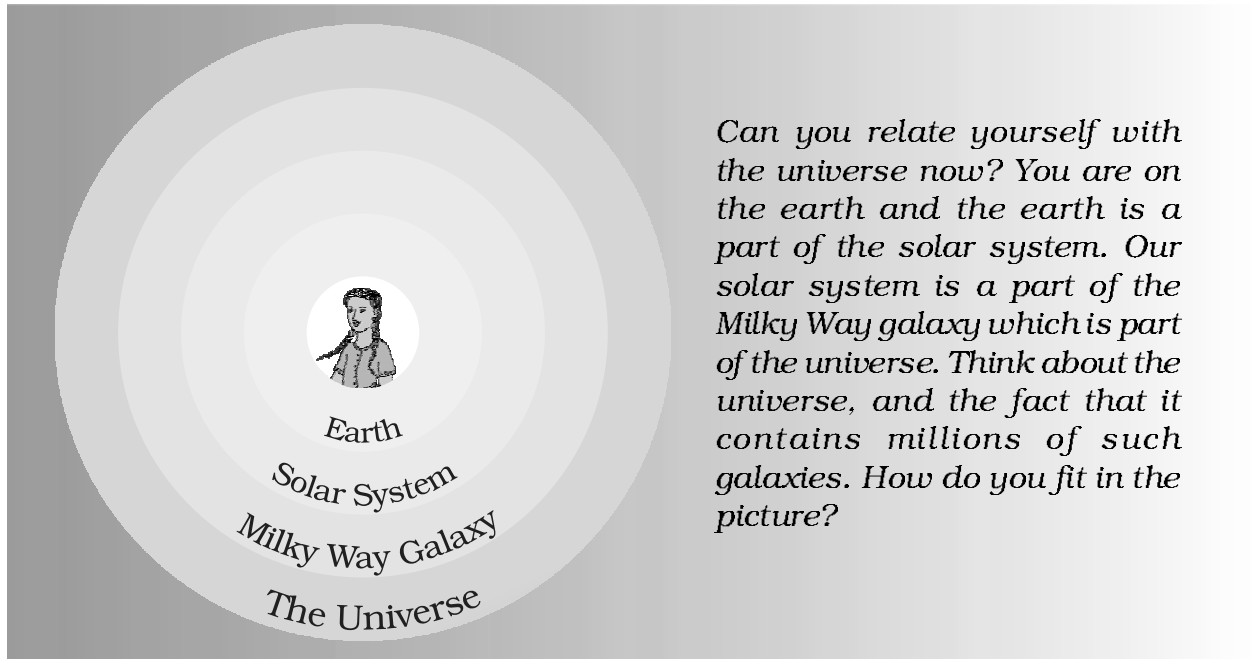 Earth
Solar System
Milky Way Galaxy
The Universe
Can you relate yourself with
the universe now? You are on
the earth and the earth is a
part of the solar system. Our
solar system is a part of the
Milky Way galaxy which is part
of the universe. Think about the
universe, and the fact that it
contains millions of such
galaxies. How do you fit in the
picture?